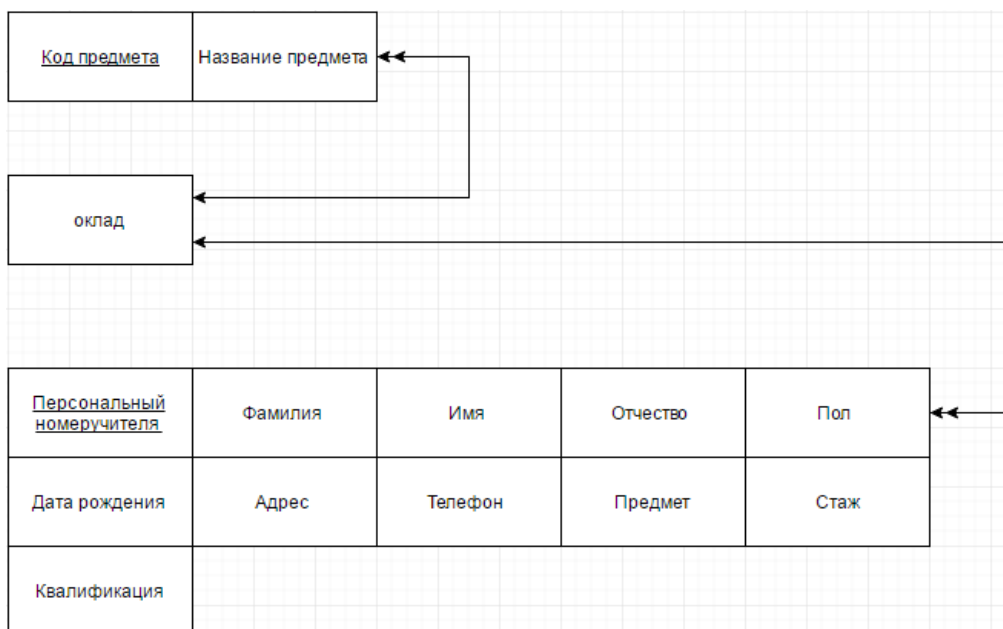 Код предмета
Название предмета
оклад
Персональный
номеручителя
Фамилия
Имя
Отчество
Пол
Дата рождения
Адрес
Телефон
Предмет
Стаж
Квалификация